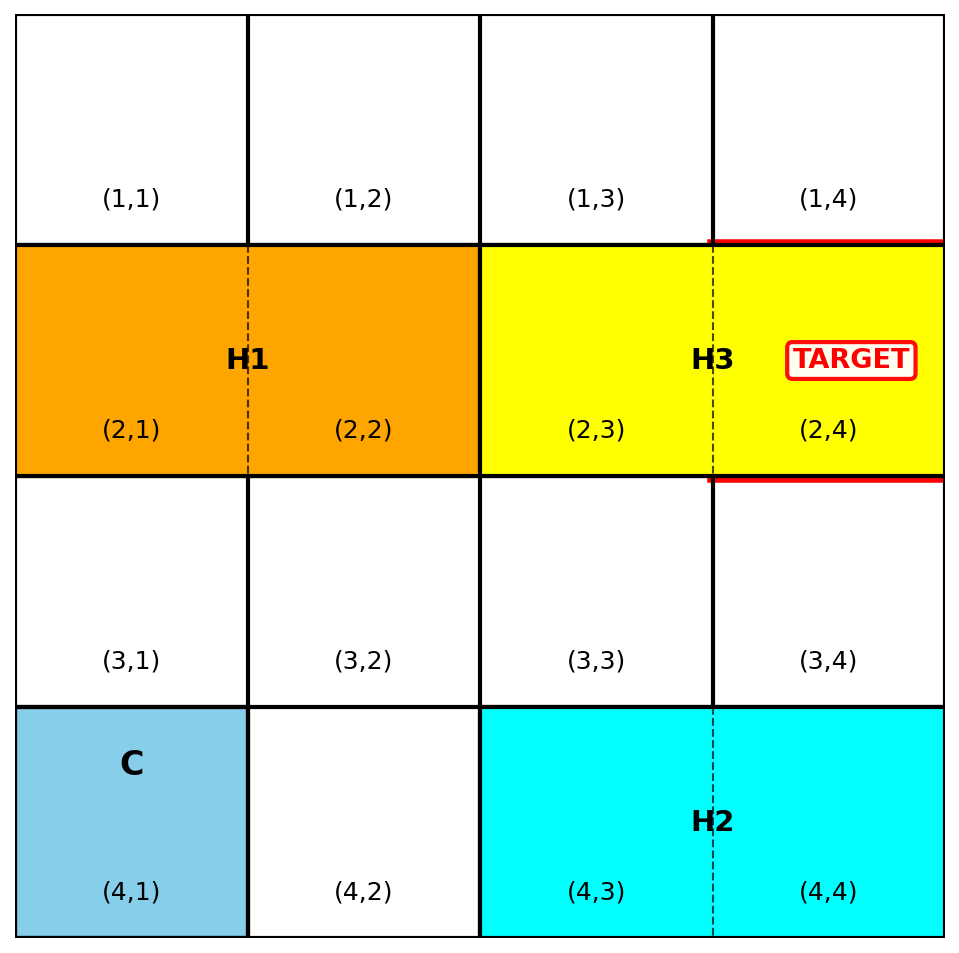 (1,1) (1,2) (1,3) (1,4)
H1 H3 TARGET
(2,1) (2,2) (2,3) (2,4)
(3,1) (3,2) (3,3) (3,4)
C
H2
(4,1) (4,2) (4,3) (4,4)